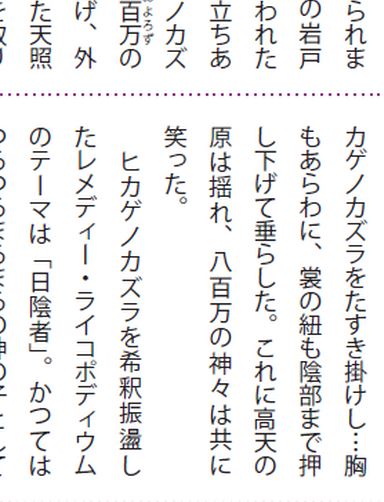 られま
の岩戸
われた
立ちあ
ノカズ
百万の
げ、外
た天照
カゲノカズラをたすき掛けし…胸
もあらわに、裳の紐も陰部まで押
し下げて垂らした。これに高天の
原は揺れ、八百万の神々は共に
笑った。
ヒカゲノカズラを希釈振盪し
たレメディー・ライコポディウム
のテーマは「日陰者」。かつては